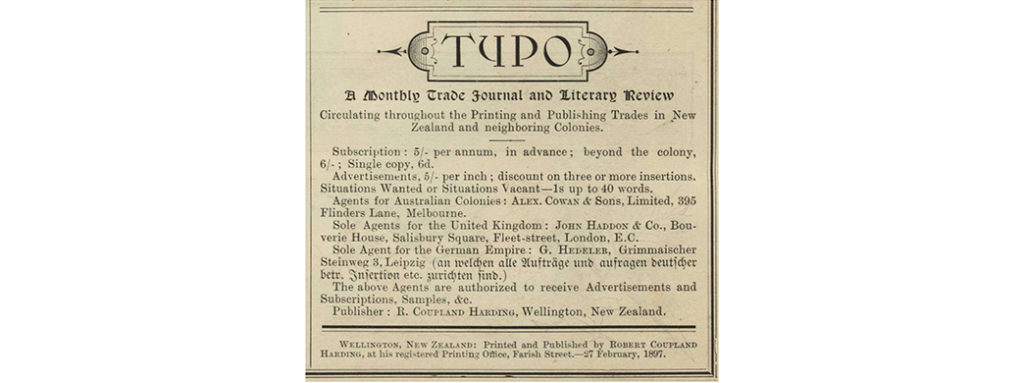 TYPO
A Monthly Trade Journal and Literary Review
Circulating throughout the Printing and Publishing Trades in New
Zealand and neighboring Colonies.
Subscription : 5/- per annum, in advance ; beyond the colony,
6/- ; Single copy, 6d.
Advertisements, 5/- per inch ; discount on three or more insertions.
Situations Wanted or Situations Vacant—1s up to 40 words.
Agents for Australian Colonies : ALEX. COWAN & SONS, LIMITED, 395
Flinders Lane, Melbourne.
Sole Agents for the United Kingdom : JOHN HADDON & Co., Bou-
verie House, Salisbury Square, Fleet-street, London, E.C.
Sole Agent for the German Empire : G. HEDELER, Grimmaischer
Steinweg 3, Leipzig (an welchen alle Aufträge und aufragen deutscher
betr. Insertion etc. zurichten sind.)
The above Agents are authorized to receive Advertisements and
Subscriptions, Samples, &c.
Publisher : R. COUPLAND HARDING, Wellington, New Zealand.
WELLINGTON, NEW ZEALAND: Printed and Published by ROBERT COUPLAND
HARDING, at his registered Printing Office, Farish Street.—27 February, 1897.